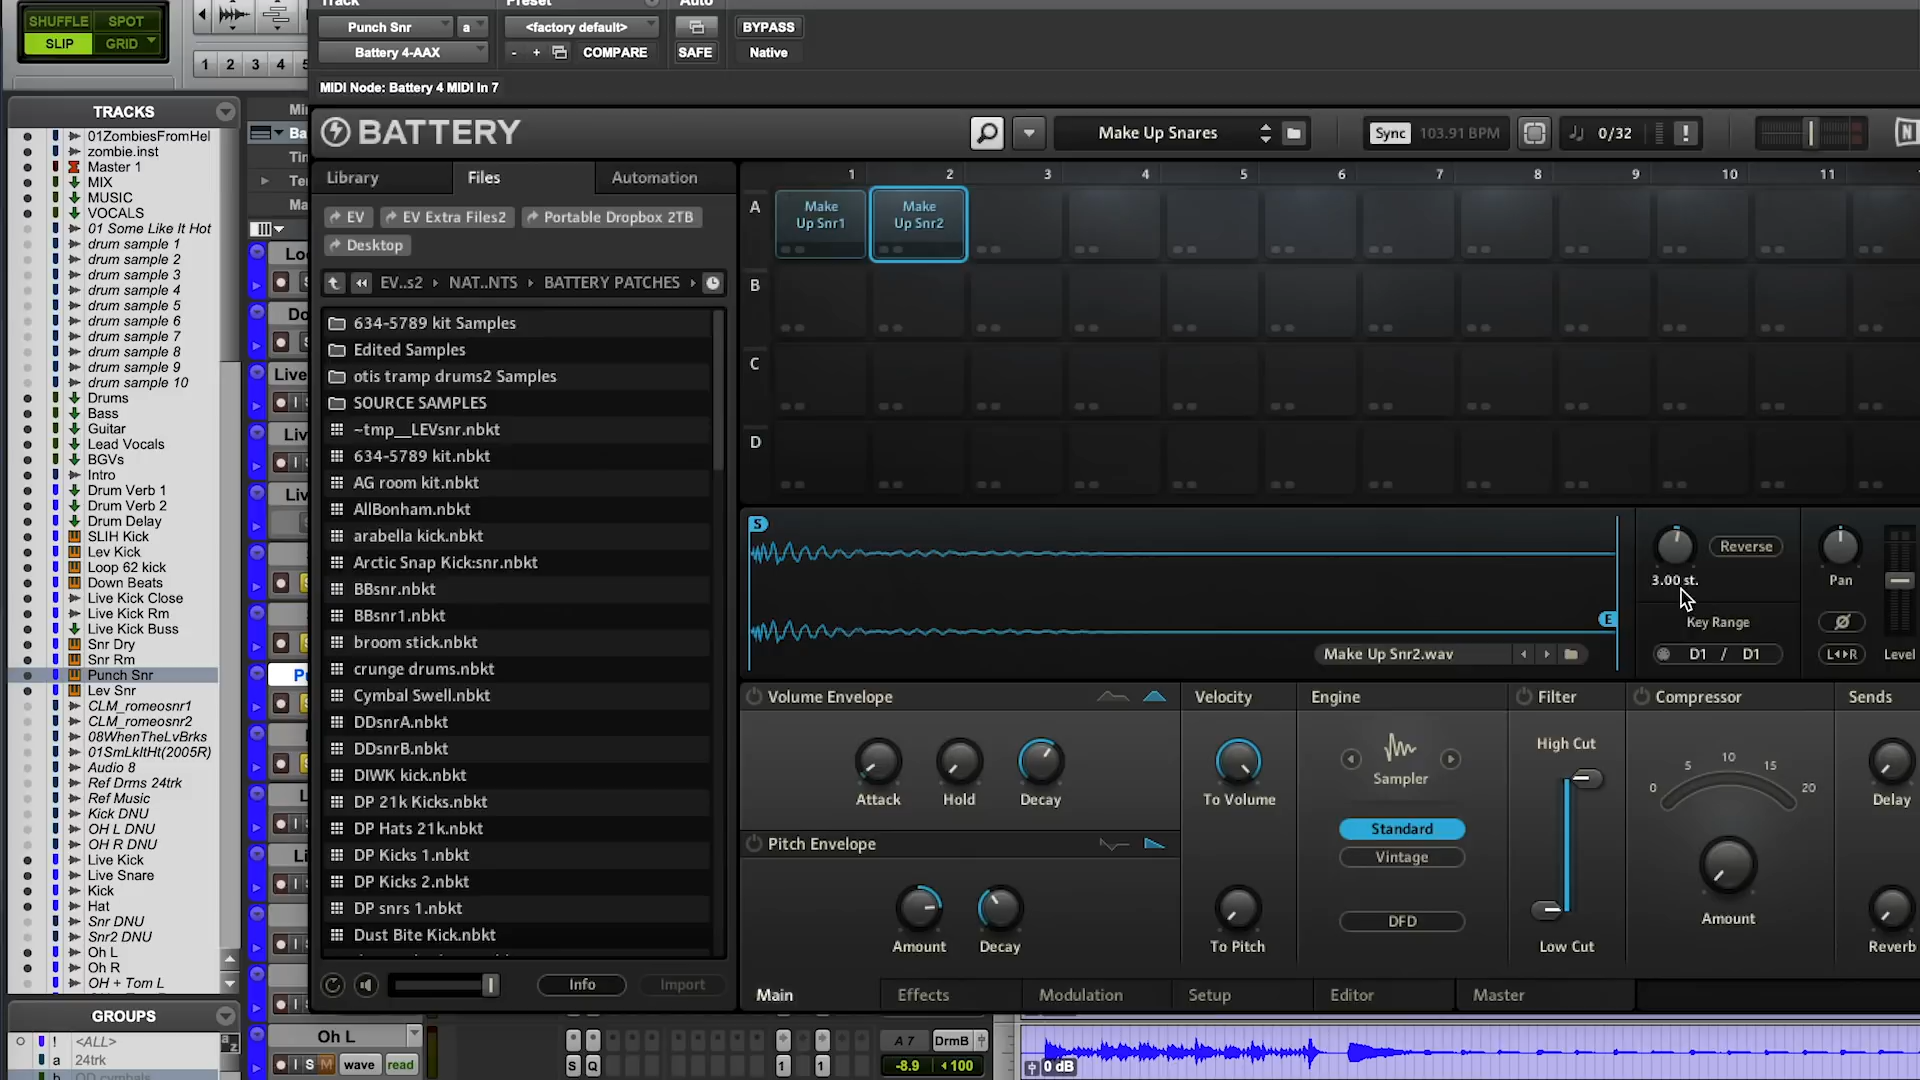 SHUFFLE SPOT
SLIP GRID
1 2 3 4
Track Preset Auto
Punch Snr a <factory default>
Battery 4-AAX - + COMPARE SAFE
BYPASS
Native
MIDI Node: Battery 4 MIDI In 7
TRACKS
01ZombiesFromHel
zombie.inst
Master 1
MIX
MUSIC
VOCALS
01 Some Like It Hot
drum sample 1
drum sample 2
drum sample 3
drum sample 4
drum sample 5
drum sample 6
drum sample 7
drum sample 8
drum sample 9
drum sample 10
Drums
Bass
Guitar
Lead Vocals
BGVs
Intro
Drum Verb 1
Drum Verb 2
Drum Delay
SLIH Kick
Lev Kick
Loop 62 kick
Down Beats
Live Kick Close
Live Kick Rm
Live Kick Buss
Snr Dry
Snr Rm
Punch Snr
Lev Snr
CLM_romeosnr1
CLM_romeosnr2
08WhenTheLvBrks
01SmLkItHt(2005R)
Audio 8
Ref Drms 24trk
Ref Music
Kick DNU
OH L DNU
OH R DNU
Live Kick
Live Snare
Kick
Hat
Snr DNU
Snr2 DNU
Oh L
Oh R
OH + Tom L
GROUPS
! <ALL>
a 24trk
BATTERY
Make Up Snares
Sync 103.91 BPM
0/32
!
Library Files Automation
EV EV Extra Files2 Portable Dropbox 2TB
Desktop
EV..s2 NAT..NTS BATTERY PATCHES
634-5789 kit Samples
Edited Samples
otis tramp drums2 Samples
SOURCE SAMPLES
~tmp__LEVsnr.nbkt
634-5789 kit.nbkt
AG room kit.nbkt
AllBonham.nbkt
arabella kick.nbkt
Arctic Snap Kick:snr.nbkt
BBsnr.nbkt
BBsnr1.nbkt
broom stick.nbkt
crunge drums.nbkt
Cymbal Swell.nbkt
DDsnrA.nbkt
DDsnrB.nbkt
DIWK kick.nbkt
DP 21k Kicks.nbkt
DP Hats 21k.nbkt
DP Kicks 1.nbkt
DP Kicks 2.nbkt
DP snrs 1.nbkt
Dust Bite Kick.nbkt
Info Import
1 2 3 4 5 6 7 8 9 10 11
A Make Up Snr1 Make Up Snr2
B
C
D
S
E
Make Up Snr2.wav
Reverse
3.00 st.
Key Range
D1 / D1
Pan
L R
Level
Volume Envelope
Attack Hold Decay
Pitch Envelope
Amount Decay
Velocity
To Volume
To Pitch
Engine
Sampler
Standard
Vintage
DFD
Filter
High Cut
Low Cut
Compressor
0 5 10 15 20
Amount
Sends
Delay
Reverb
Main Effects Modulation Setup Editor Master
Oh L
I S M wave read
S Q 1 1
A 7 DrmB
-8.9 100
0 dB